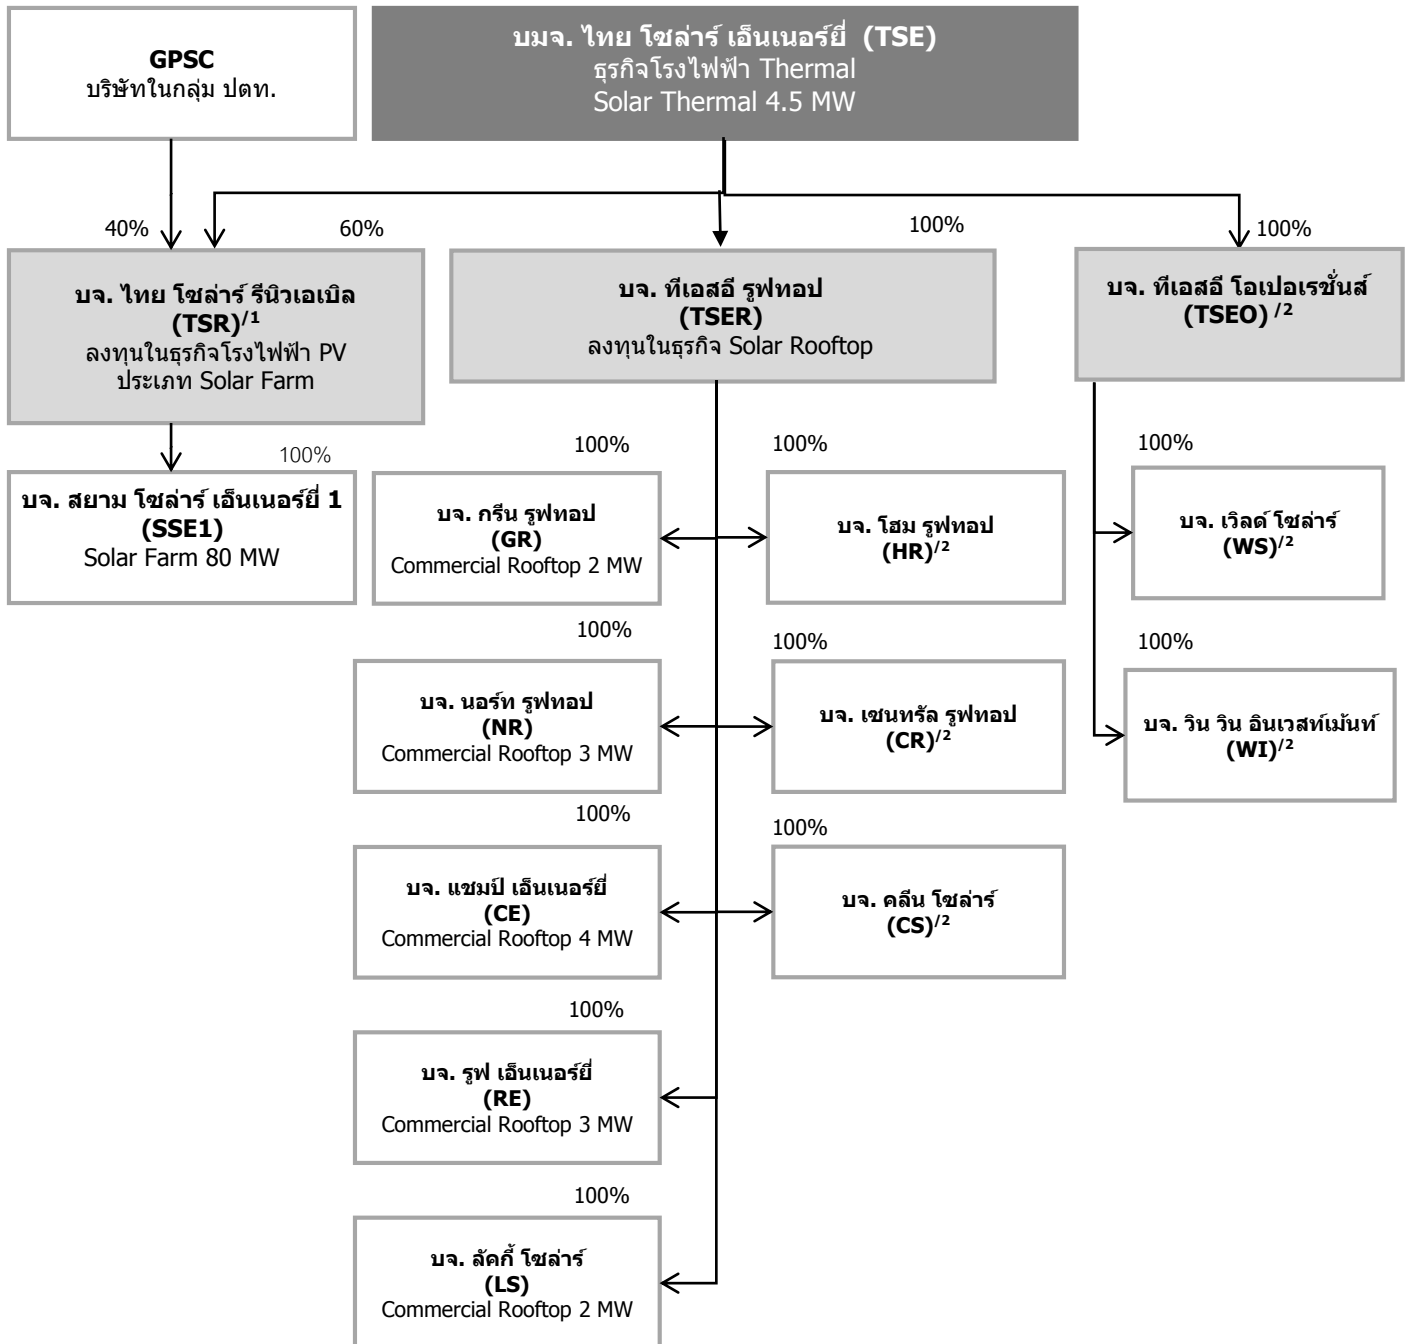 GPSC
บริษัทในกลุ่ม ปตท.
บมจ. ไทย โซล่าร์ เอ็นเนอร์ยี่ (TSE)
ธุรกิจโรงไฟฟ้า Thermal
Solar Thermal 4.5 MW
40%
60%
100%
100%
บจ. ไทย โซล่าร์ รีนิวเอเบิล
(TSR)/1
ลงทุนในธุรกิจโรงไฟฟ้า PV
ประเภท Solar Farm
บจ. ทีเอสอี รูฟทอป
(TSER)
ลงทุนในธุรกิจ Solar Rooftop
บจ. ทีเอสอี โอเปอเรชั่นส์
(TSEO) /2
100%
บจ. สยาม โซล่าร์ เอ็นเนอร์ยี่ 1
(SSE1)
Solar Farm 80 MW
100%
บจ. กรีน รูฟทอป
(GR)
Commercial Rooftop 2 MW
100%
บจ. โฮม รูฟทอป
(HR)/2
100%
บจ. เวิลด์ โซล่าร์
(WS)/2
100%
บจ. นอร์ท รูฟทอป
(NR)
Commercial Rooftop 3 MW
100%
บจ. เซนทรัล รูฟทอป
(CR)/2
100%
บจ. วิน วิน อินเวสท์เม้นท์
(WI)/2
100%
บจ. แชมป์ เอ็นเนอร์ยี่
(CE)
Commercial Rooftop 4 MW
100%
บจ. คลีน โซล่าร์
(CS)/2
100%
บจ. รูฟ เอ็นเนอร์ยี่
(RE)
Commercial Rooftop 3 MW
100%
บจ. ลัคกี้ โซล่าร์
(LS)
Commercial Rooftop 2 MW